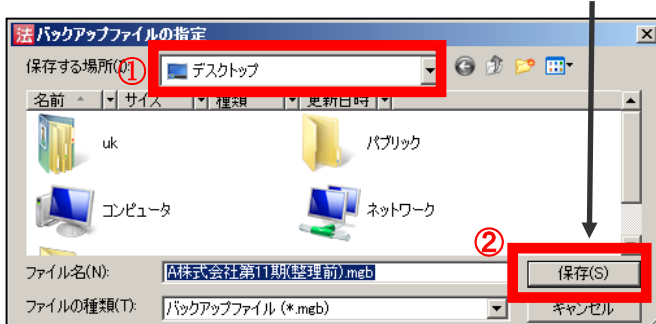 法 バックアップファイルの指定
保存する場所(I):
① デスクトップ
名前 サイズ 種類 更新日時
uk パブリック
コンピュータ ネットワーク
②
ファイル名(N): A株式会社第11期(整理前).mgb 保存(S)
ファイルの種類(T): バックアップファイル (*.mgb) キャンセル